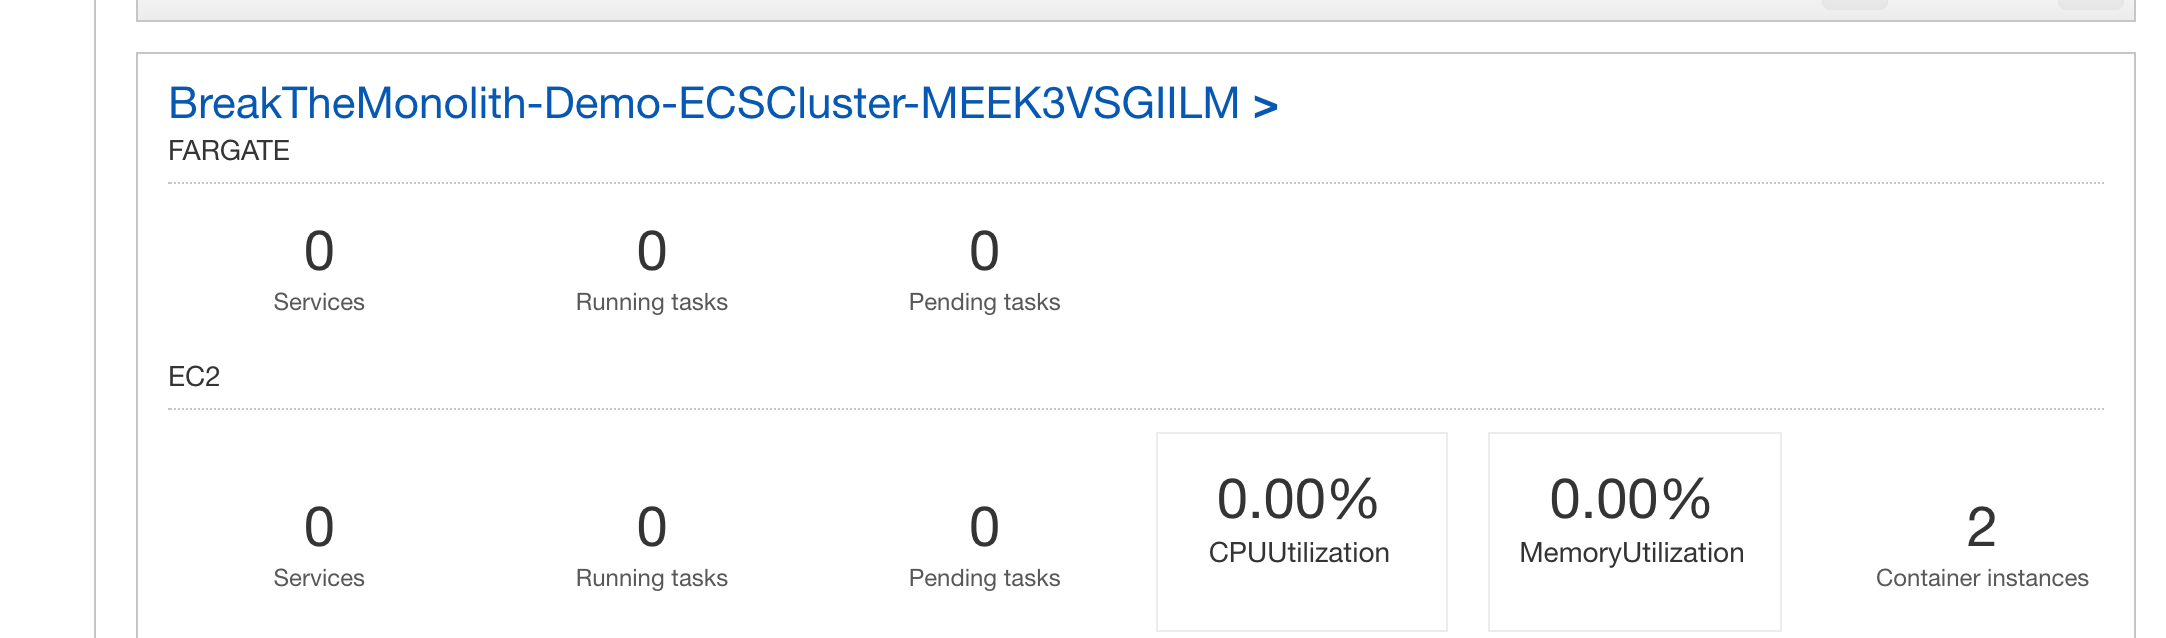 BreakTheMonolith-Demo-ECSCluster-MEEK3VSGIILM >
FARGATE
0 0 0
Services Running tasks Pending tasks
EC2
0 0 0 0.00% 0.00% 2
Services Running tasks Pending tasks CPUUtilization MemoryUtilization Container instances